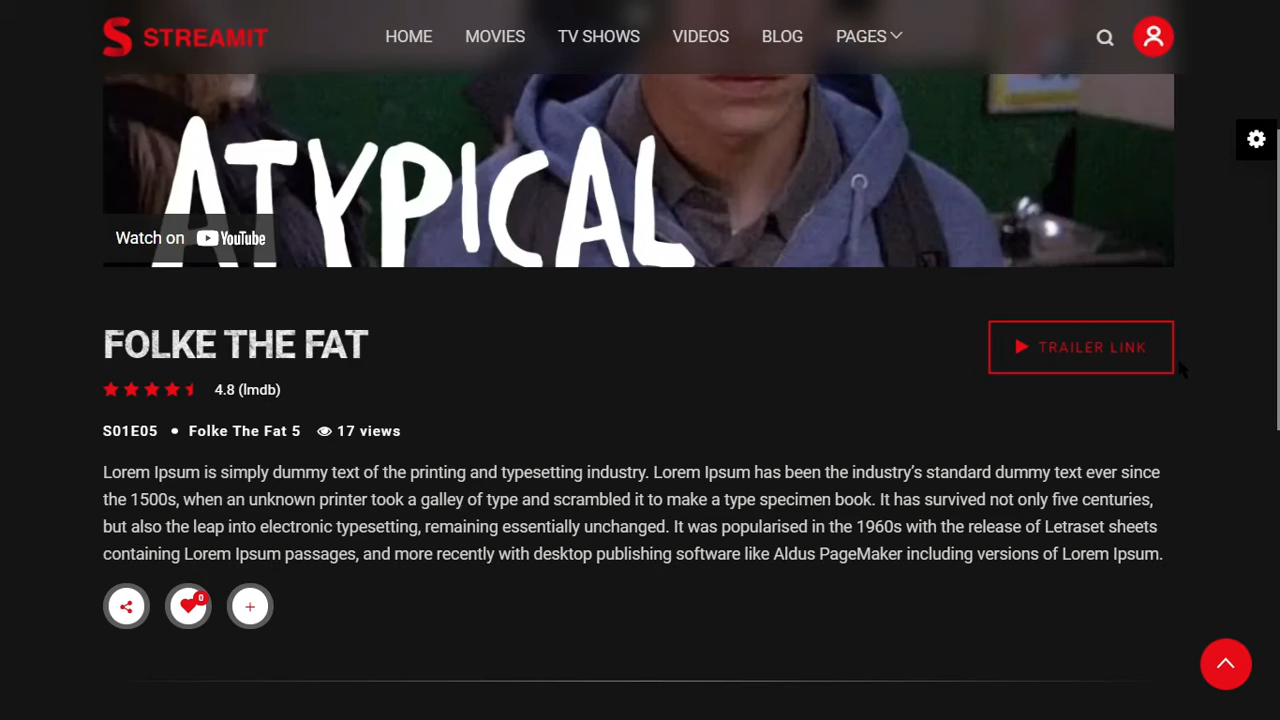 STREAMIT
HOME MOVIES TV SHOWS VIDEOS BLOG PAGES
ATYPICAL
Watch on YouTube
FOLKE THE FAT
TRAILER LINK
4.8 (Imdb)
S01E05 • Folke The Fat 5 17 views
Lorem Ipsum is simply dummy text of the printing and typesetting industry. Lorem Ipsum has been the industry’s standard dummy text ever since
the 1500s, when an unknown printer took a galley of type and scrambled it to make a type specimen book. It has survived not only five centuries,
but also the leap into electronic typesetting, remaining essentially unchanged. It was popularised in the 1960s with the release of Letraset sheets
containing Lorem Ipsum passages, and more recently with desktop publishing software like Aldus PageMaker including versions of Lorem Ipsum.
0